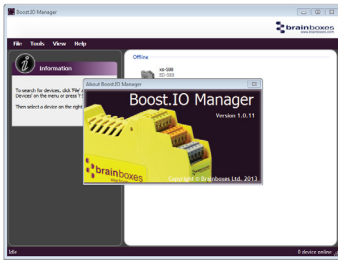 Boost.IO Manager
brainboxes
www.brainboxes.com
File Tools View Help
Information
To search for devices, click 'File'
Devices' on the menu or press
Then select a device on the right
Offline
ED-588
About Boost.IO Manager
Boost.IO Manager
Version 1.0.11
brainboxes
Copyright © Brainboxes Ltd. 2013
Idle
0 device online